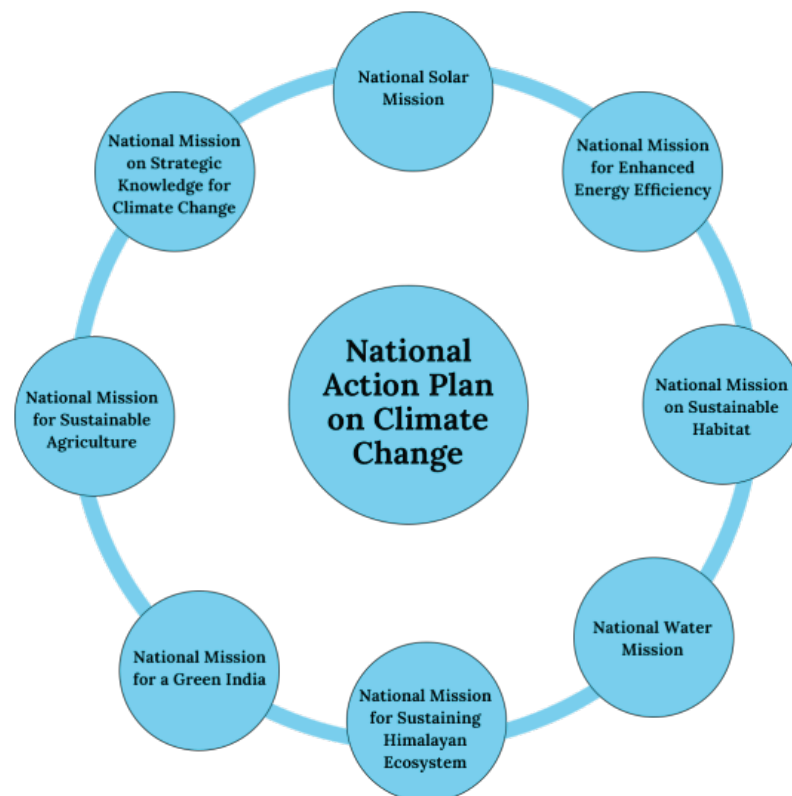 National Solar
Mission
National Mission
for Enhanced
Energy Efficiency
National Mission
on Sustainable
Habitat
National Water
Mission
National Mission
for Sustaining
Himalayan
Ecosystem
National Mission
for a Green India
National Mission
for Sustainable
Agriculture
National Mission
on Strategic
Knowledge for
Climate Change
National
Action Plan
on Climate
Change